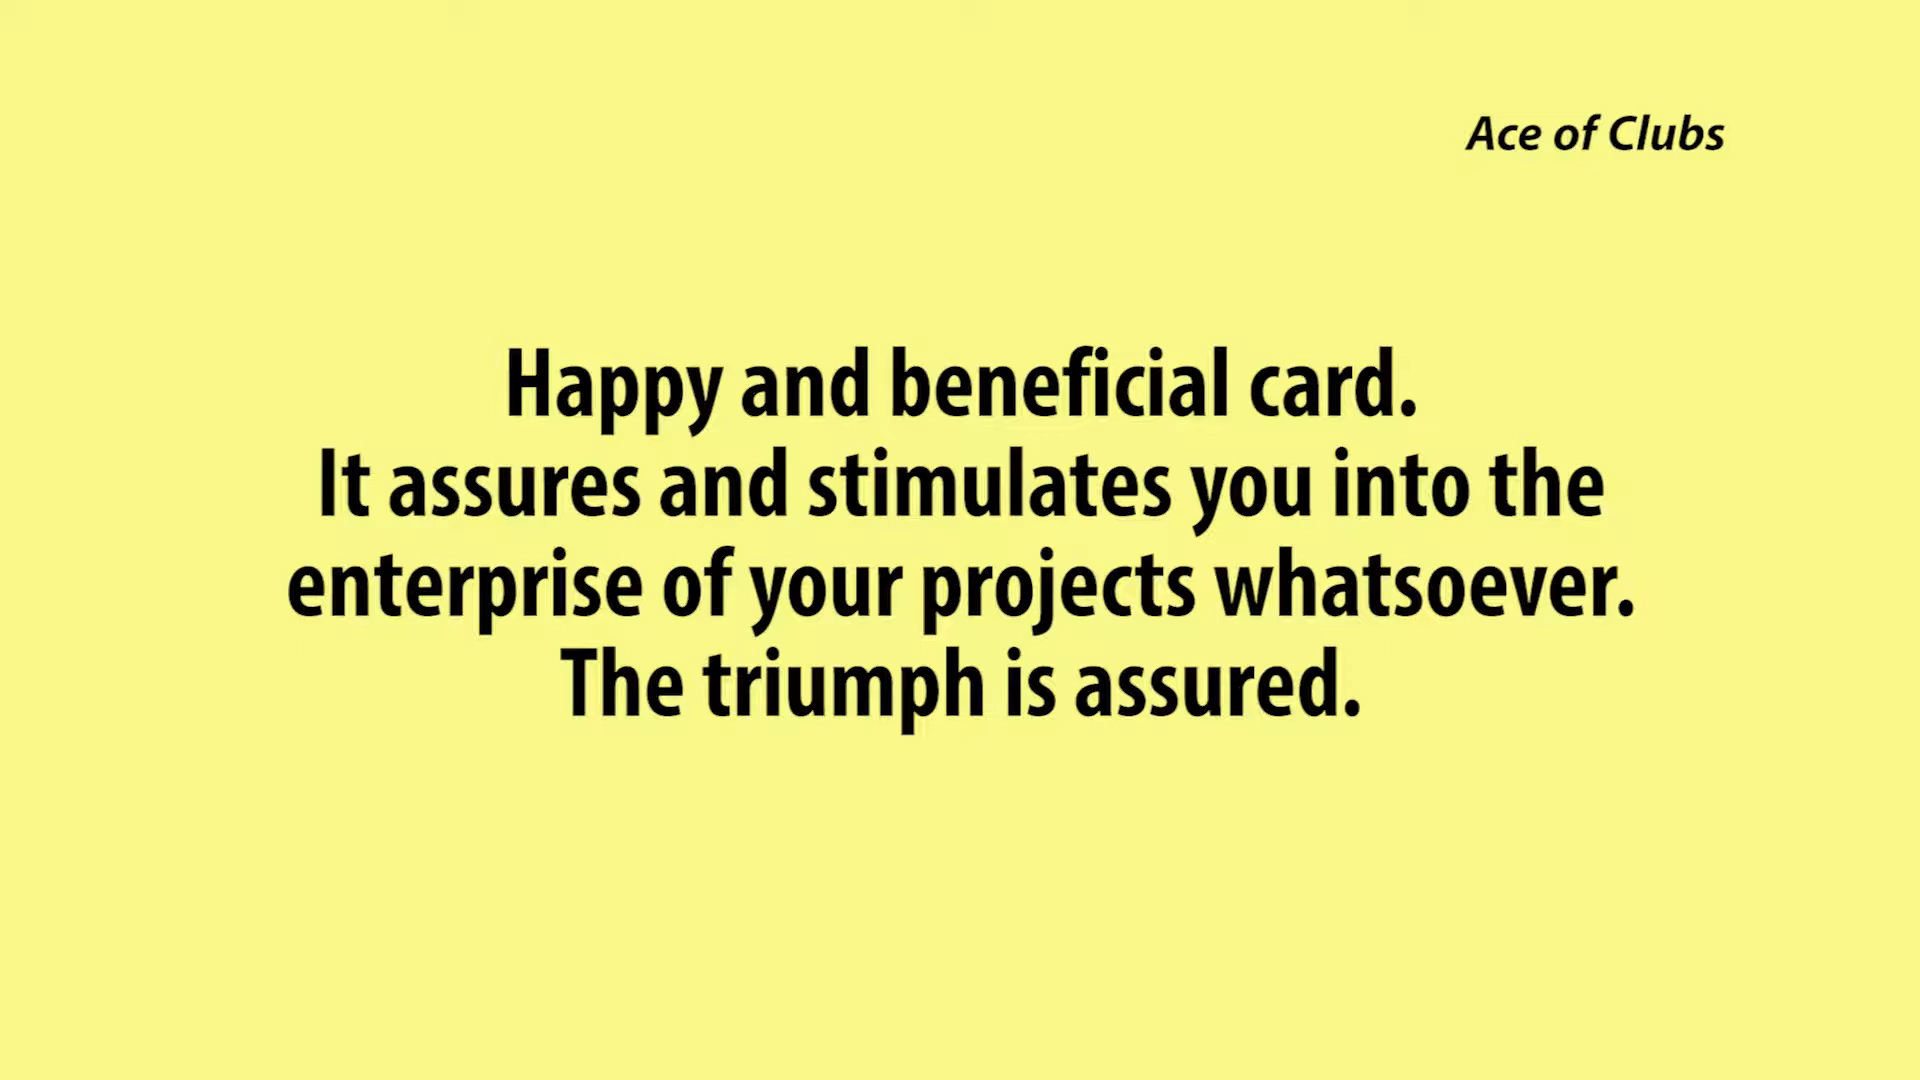 Ace of Clubs
Happy and beneficial card.
It assures and stimulates you into the
enterprise of your projects whatsoever.
The triumph is assured.